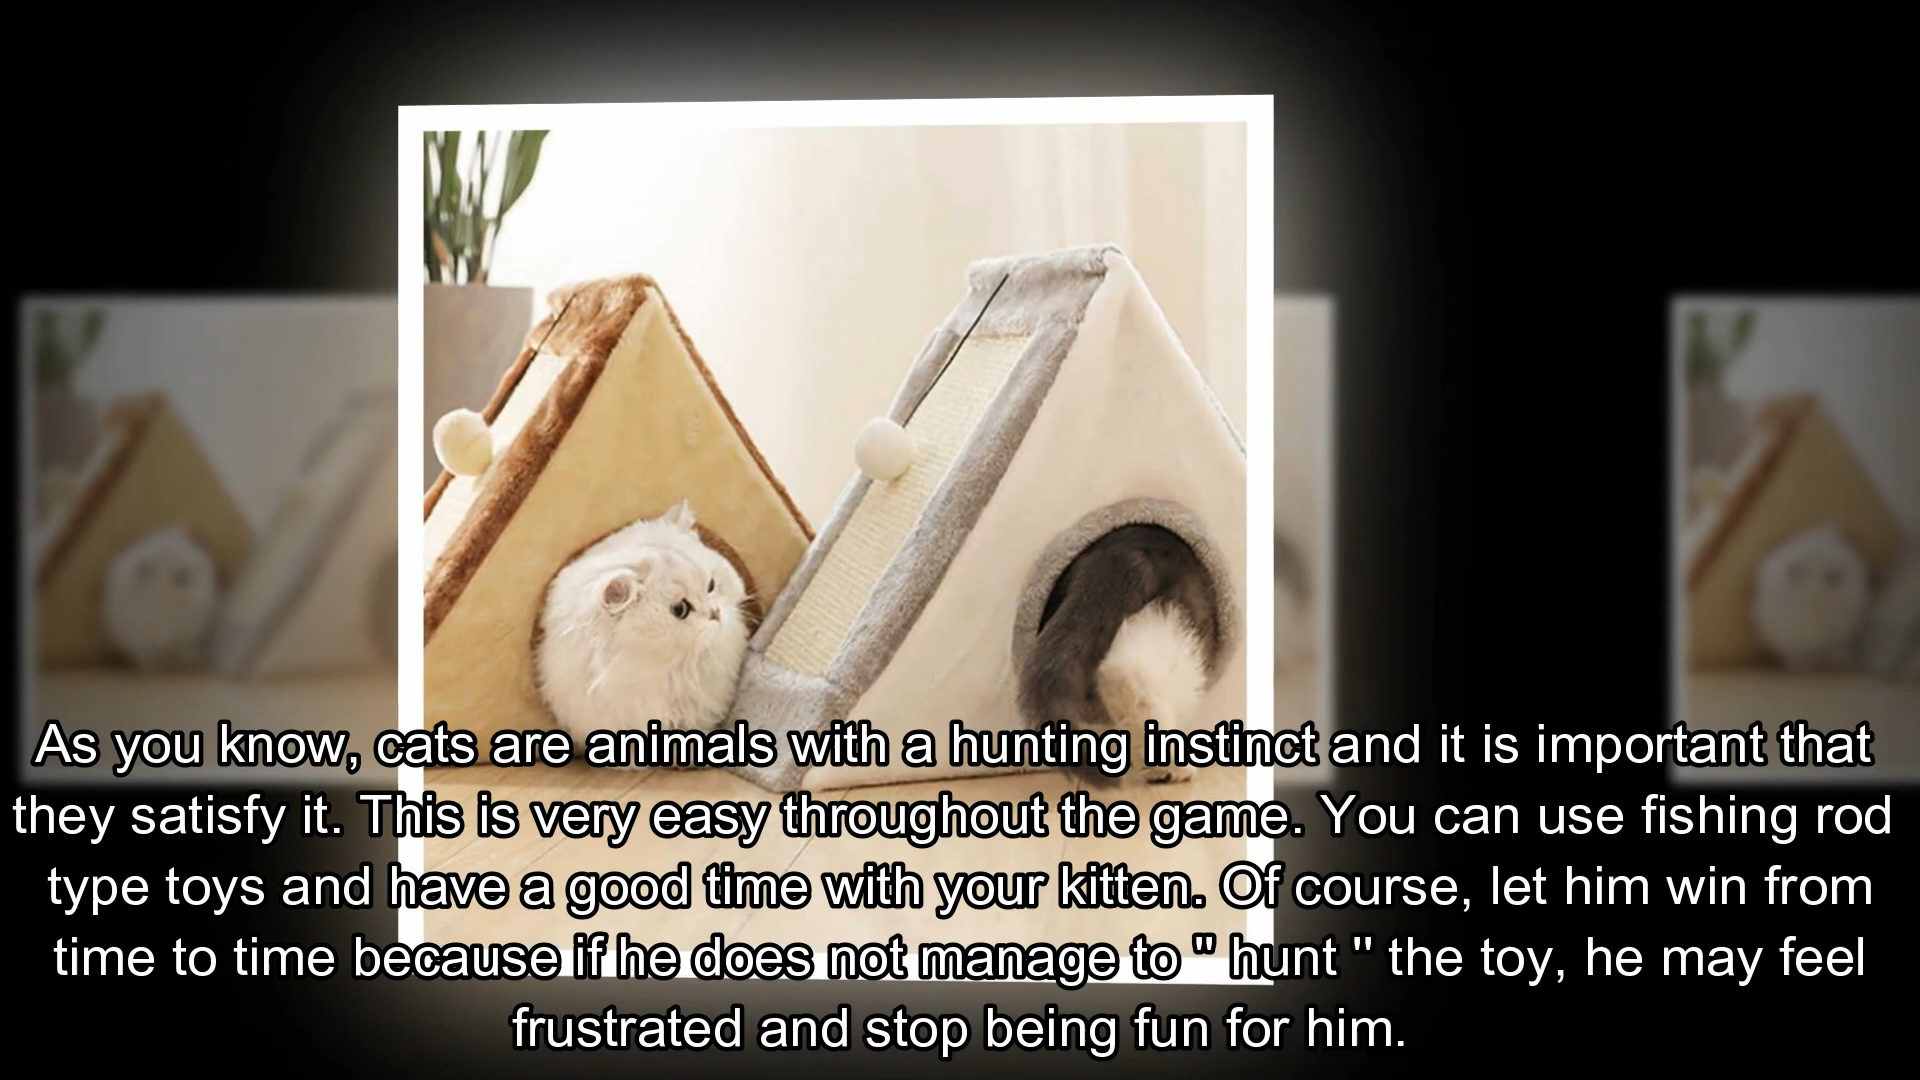 As you know, cats are animals with a hunting instinct and it is important that
they satisfy it. This is very easy throughout the game. You can use fishing rod
type toys and have a good time with your kitten. Of course, let him win from
time to time because if he does not manage to " hunt " the toy, he may feel
frustrated and stop being fun for him.